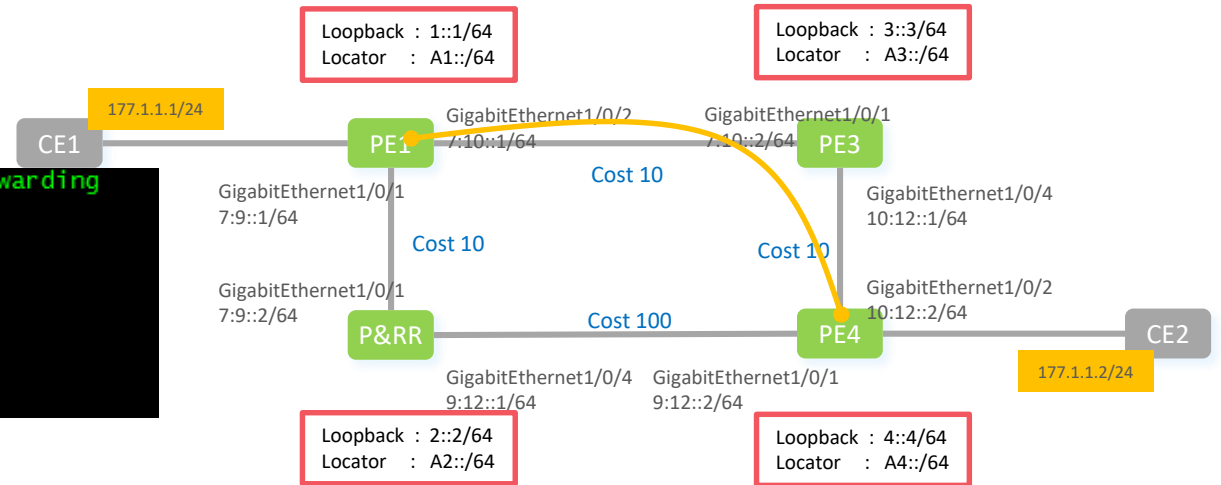 Loopback : 1::1/64
Locator : A1::/64
Loopback : 3::3/64
Locator : A3::/64
177.1.1.1/24
CE1
PE1
GigabitEthernet1/0/2
7:10::1/64
GigabitEthernet1/0/1
7:10::2/64
PE3
warding
Cost 10
GigabitEthernet1/0/1
7:9::1/64
GigabitEthernet1/0/4
10:12::1/64
Cost 10
Cost 10
GigabitEthernet1/0/1
7:9::2/64
GigabitEthernet1/0/2
10:12::2/64
P&RR
Cost 100
PE4
CE2
177.1.1.2/24
GigabitEthernet1/0/4
9:12::1/64
GigabitEthernet1/0/1
9:12::2/64
Loopback : 2::2/64
Locator : A2::/64
Loopback : 4::4/64
Locator : A4::/64